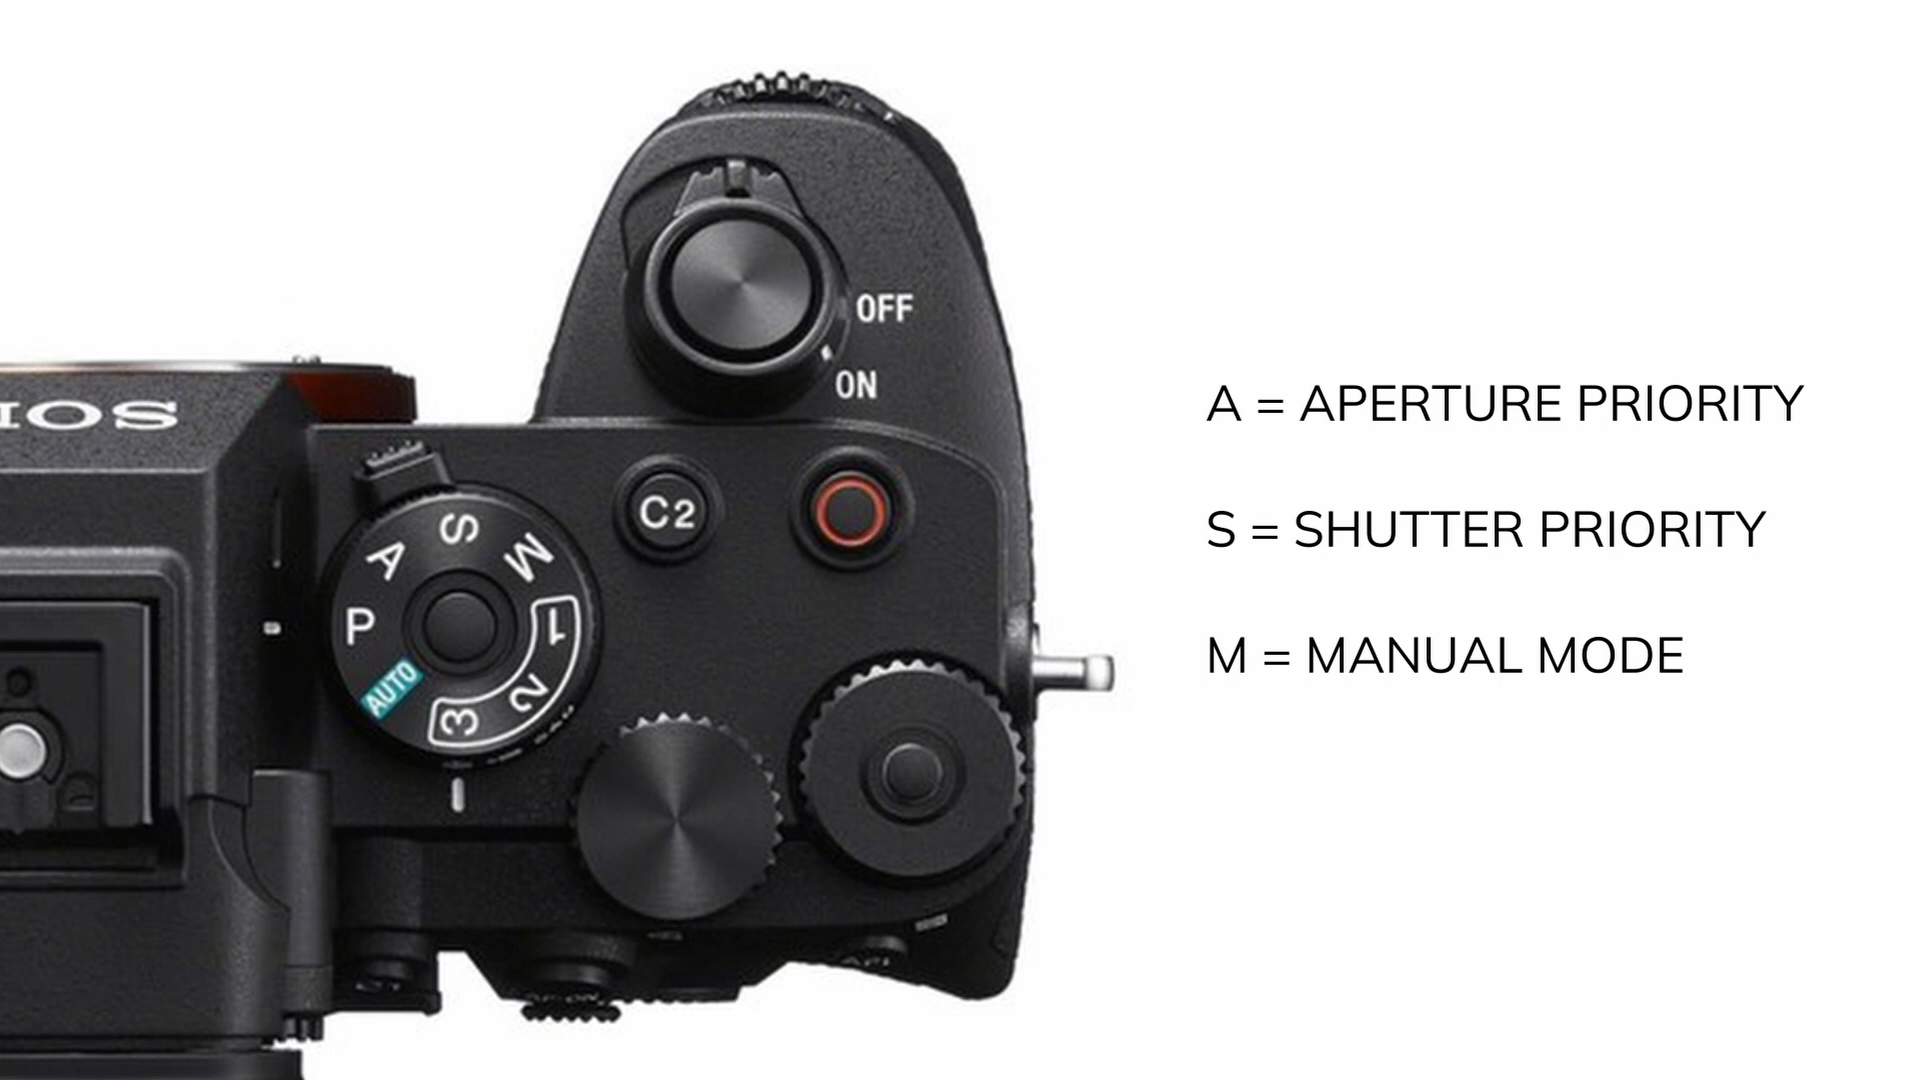 OFF
ON
C2
S
A
M
P
1
AUTO
2
3
A = APERTURE PRIORITY
S = SHUTTER PRIORITY
M = MANUAL MODE